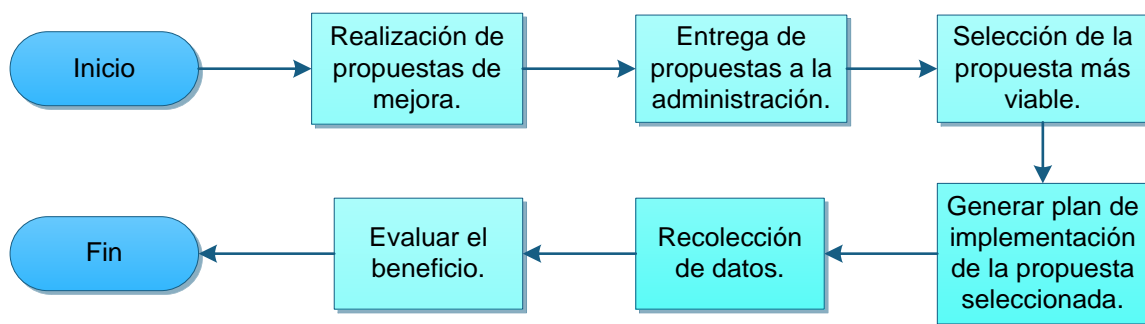 Inicio
Realización de
propuestas de
mejora.
Entrega de
propuestas a la
administración.
Selección de la
propuesta más
viable.
Generar plan de
implementación
de la propuesta
seleccionada.
Recolección
de datos.
Evaluar el
beneficio.
Fin